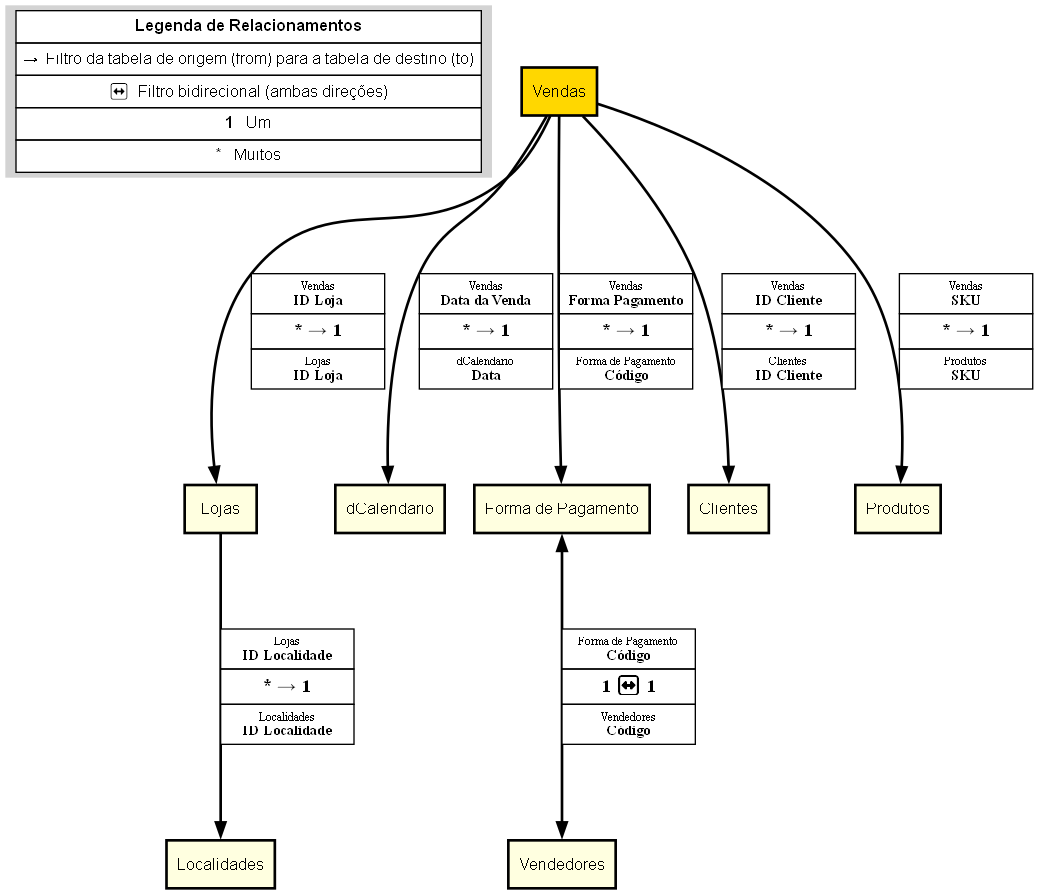 Legenda de Relacionamentos
→ Filtro da tabela de origem (from) para a tabela de destino (to)
↔ Filtro bidirecional (ambas direções)
1 Um
* Muitos
Vendas
Vendas
ID Loja
* → 1
Lojas
ID Loja
Vendas
Data da Venda
* → 1
dCalendario
Data
Vendas
Forma Pagamento
* → 1
Forma de Pagamento
Código
Vendas
ID Cliente
* → 1
Clientes
ID Cliente
Vendas
SKU
* → 1
Produtos
SKU
Lojas
dCalendario
Forma de Pagamento
Clientes
Produtos
Lojas
ID Localidade
* → 1
Localidades
ID Localidade
Forma de Pagamento
Código
1 ↔ 1
Vendedores
Código
Localidades
Vendedores